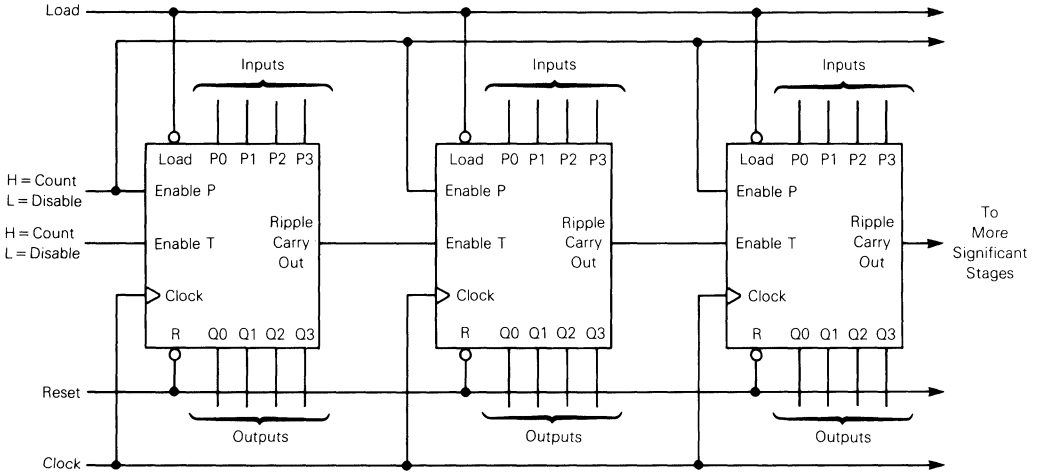 Load
Inputs
Inputs
Inputs
Load P0 P1 P2 P3
Load P0 P1 P2 P3
Load P0 P1 P2 P3
H = Count
L = Disable
Enable P
Enable P
Enable P
H = Count
L = Disable
Enable T
Ripple
Carry
Out
Enable T
Ripple
Carry
Out
Enable T
Ripple
Carry
Out
To
More
Significant
Stages
Clock
Clock
Clock
R Q0 Q1 Q2 Q3
R Q0 Q1 Q2 Q3
R Q0 Q1 Q2 Q3
Reset
Outputs
Outputs
Outputs
Clock